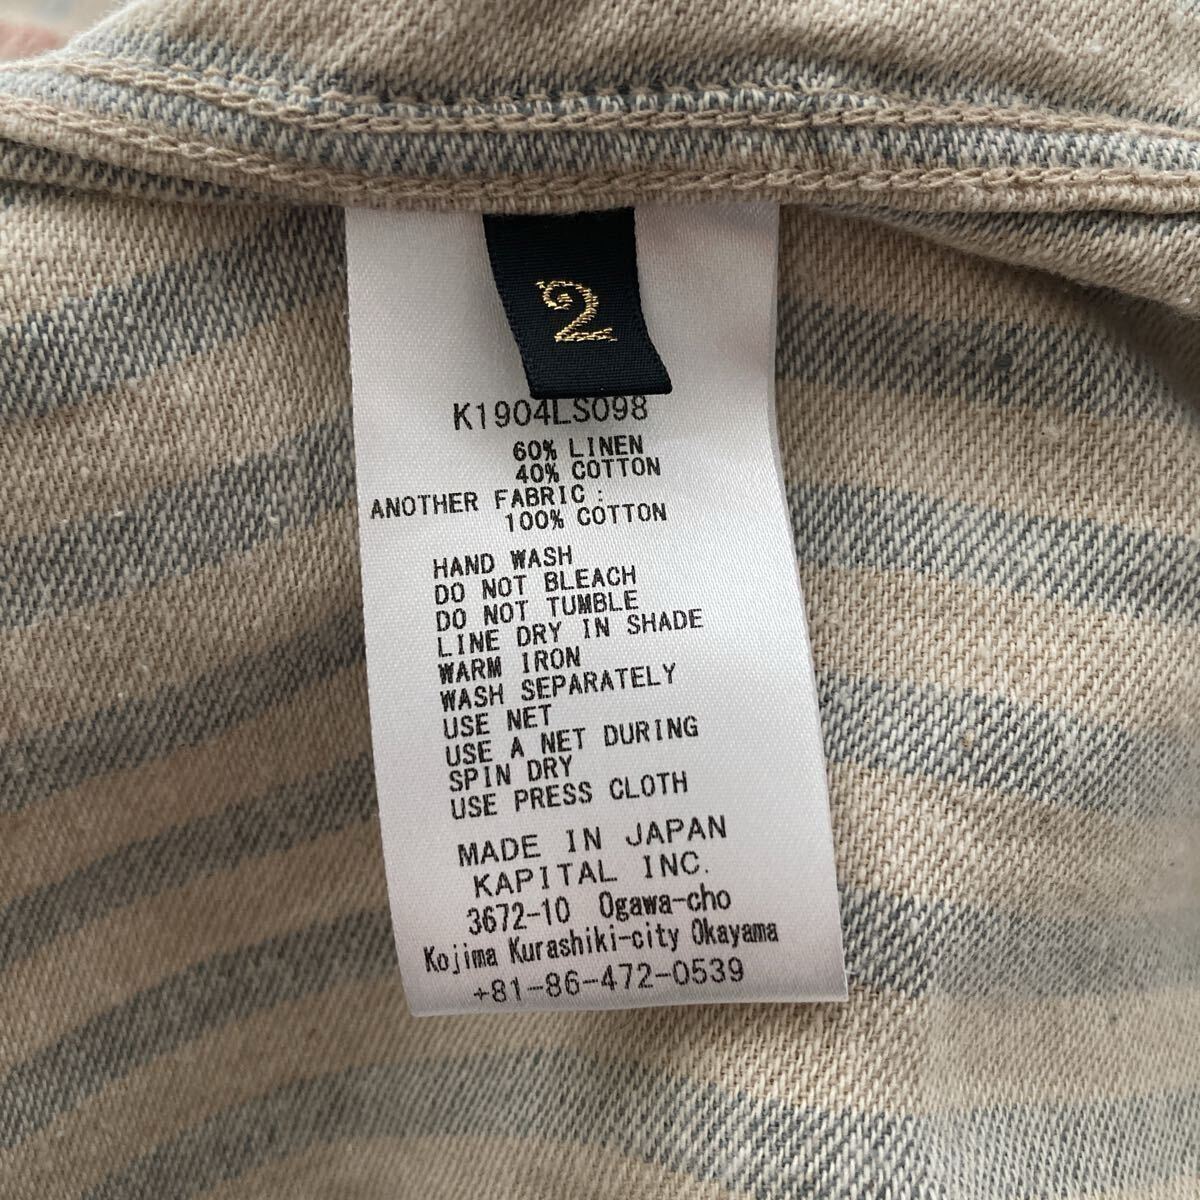 2
K1904LS098
60% LINEN
40% COTTON
ANOTHER FABRIC :
100% COTTON
HAND WASH
DO NOT BLEACH
DO NOT TUMBLE
LINE DRY IN SHADE
WARM IRON
WASH SEPARATELY
USE NET
USE A NET DURING
SPIN DRY
USE PRESS CLOTH
MADE IN JAPAN
KAPITAL INC.
3672-10 Ogawa-cho
Kojima Kurashiki-city Okayama
+81-86-472-0539